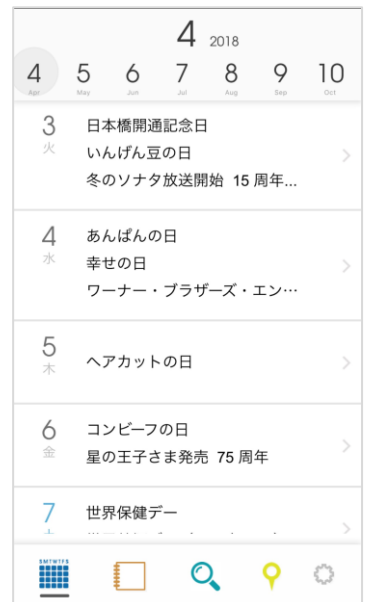 4 2018
4 5 6 7 8 9 10
Apr May Jun Jul Aug Sep Oct
3
火
日本橋開通記念日
いんげん豆の日
冬のソナタ放送開始 15 周年...
4
水
あんぱんの日
幸せの日
ワーナー・ブラザーズ・エン…
5
木
ヘアカットの日
6
金
コンビーフの日
星の王子さま発売 75 周年
7
世界保健デー
SMTWTFS